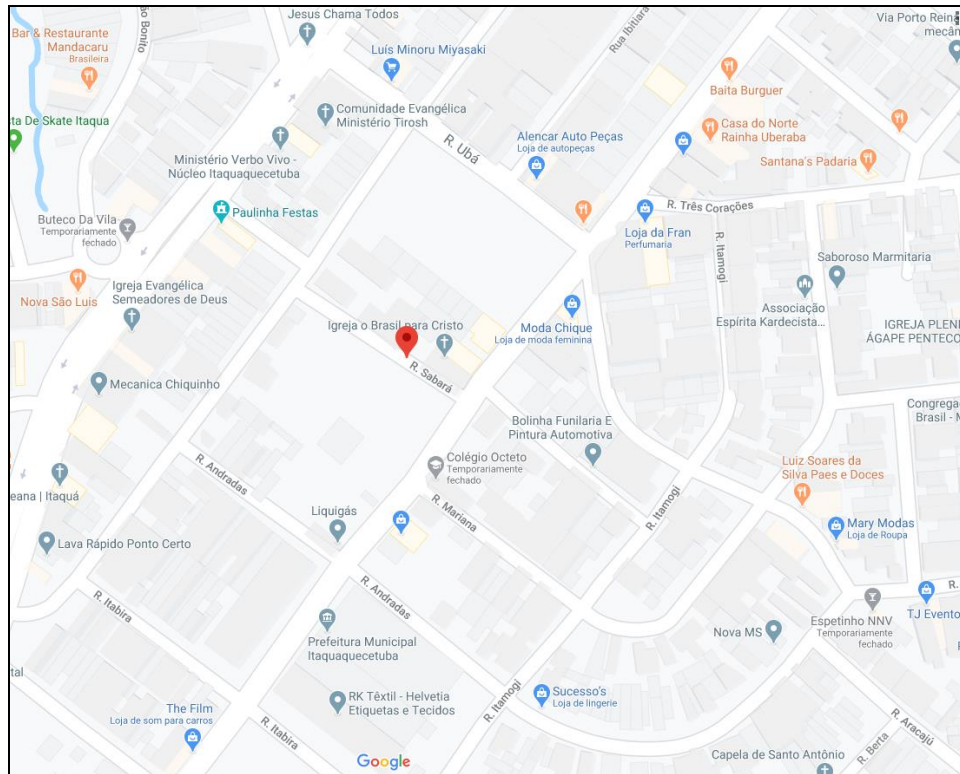 Jesus Chama Todos
Via Porto Rein
mecân
Bar & Restaurante
Mandacaru
Brasileira
ão Bonito
Luís Minoru Miyasaki
Rua Ibitiara
Baita Burguer
Comunidade Evangélica
Ministério Tirosh
sta De Skate Itaqua
R. Ubá
Alencar Auto Peças
Loja de autopeças
Casa do Norte
Rainha Uberaba
Ministério Verbo Vivo -
Núcleo Itaquaquecetuba
Santana's Padaria
Paulinha Festas
R. Três Corações
Buteco Da Vila
Temporariamente
fechado
Loja da Fran
Perfumaria
R. Itamogi
Saboroso Marmitaria
Igreja Evangélica
Semeadores de Deus
Nova São Luis
Associação
Espírita Kardecista...
Igreja o Brasil para Cristo
Moda Chique
Loja de moda feminina
IGREJA PLEN
ÁGAPE PENTECO
R. Sabará
Mecanica Chiquinho
Bolinha Funilaria E
Pintura Automotiva
Congrega
Brasil - M
Colégio Octeto
Temporariamente
fechado
R. Andradas
Luiz Soares da
Silva Paes e Doces
eana | Itaquá
R. Mariana
R. Itamogi
Liquigás
Mary Modas
Loja de Roupa
Lava Rápido Ponto Certo
R. Andradas
R. Itabira
R.
TJ Evento
Espetinho NNV
Temporariamente
fechado
Nova MS
Prefeitura Municipal
Itaquaquecetuba
tal
R. Itamogi
Sucesso's
Loja de lingerie
RK Têxtil - Helvetia
Etiquetas e Tecidos
The Film
Loja de som para carros
R. Itabira
R. Aracajú
R. Berta
Capela de Santo Antônio
Google